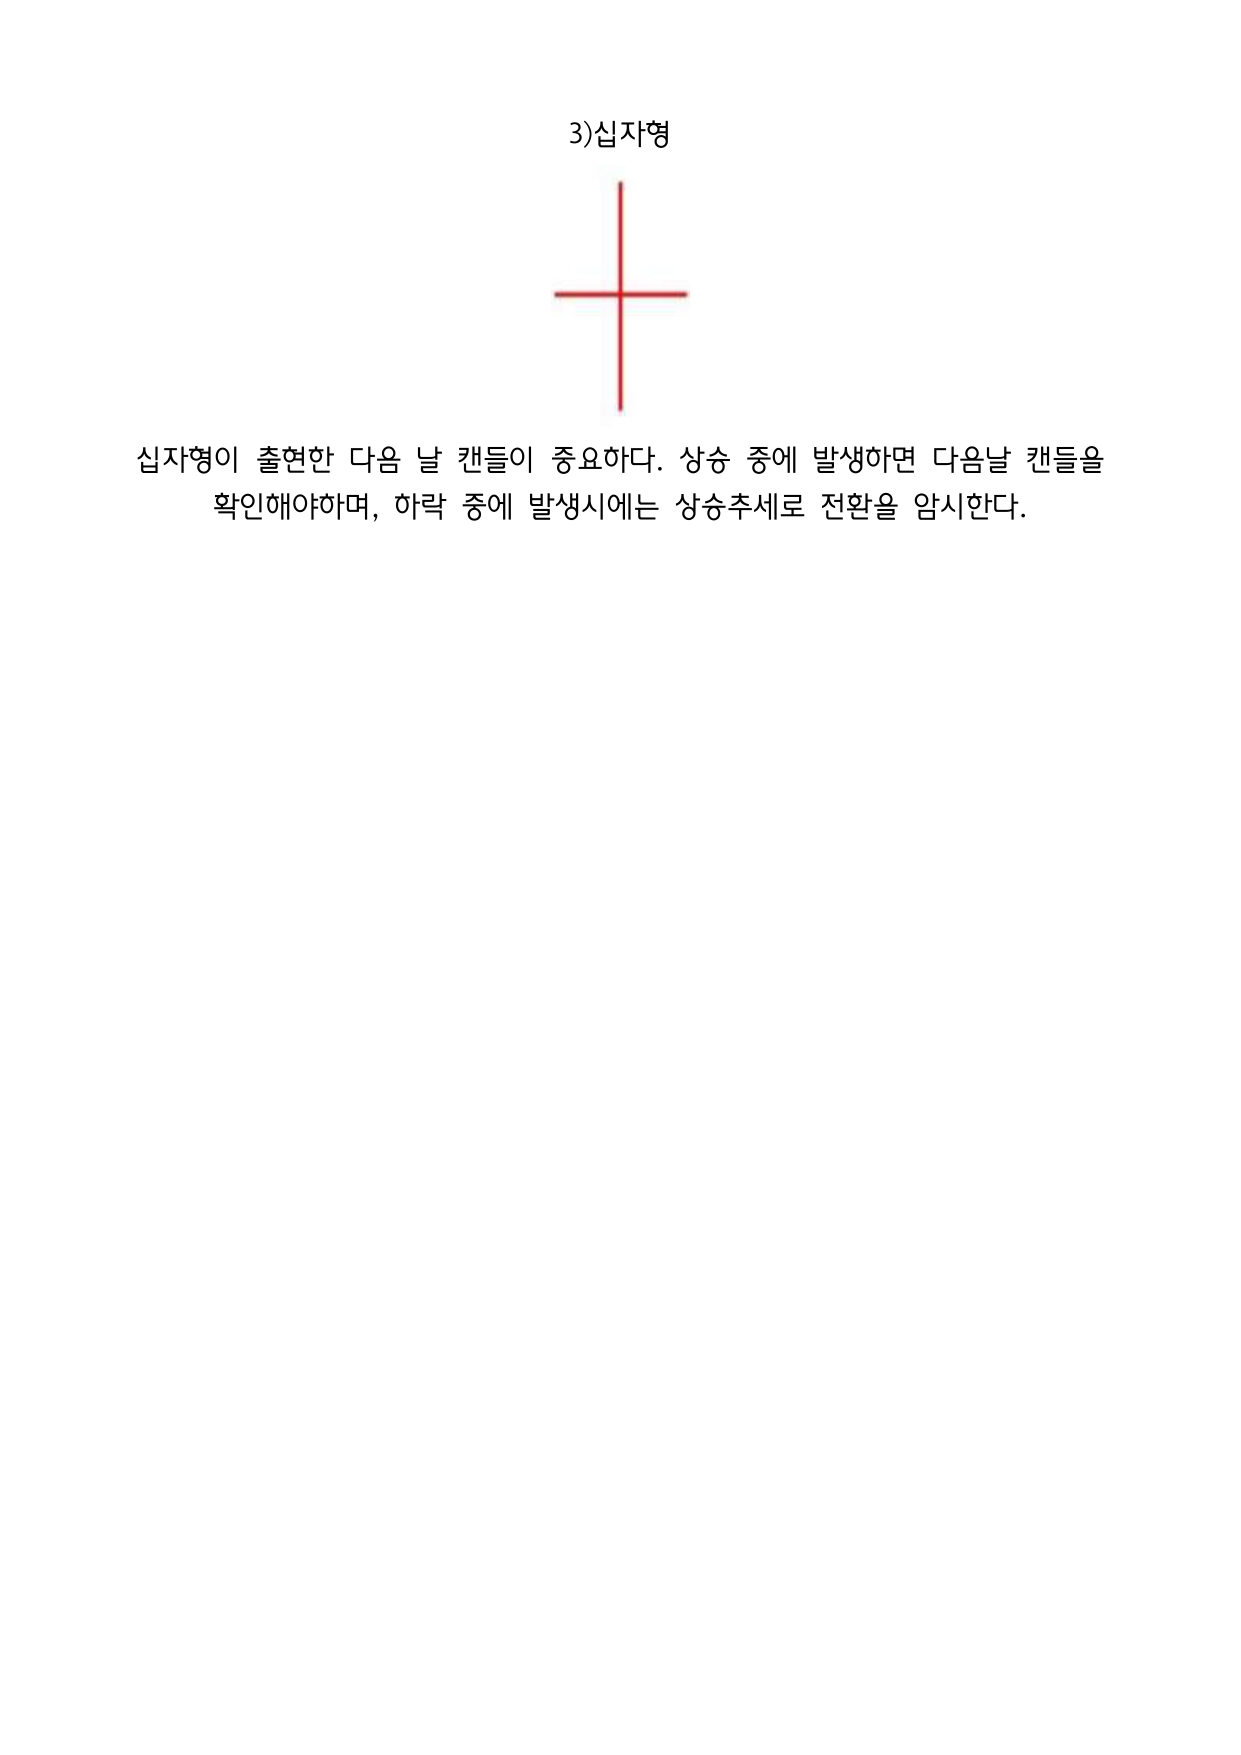 3)십자형
십자형이 출현한 다음 날 캔들이 중요하다. 상승 중에 발생하면 다음날 캔들을
확인해야하며, 하락 중에 발생시에는 상승추세로 전환을 암시한다.